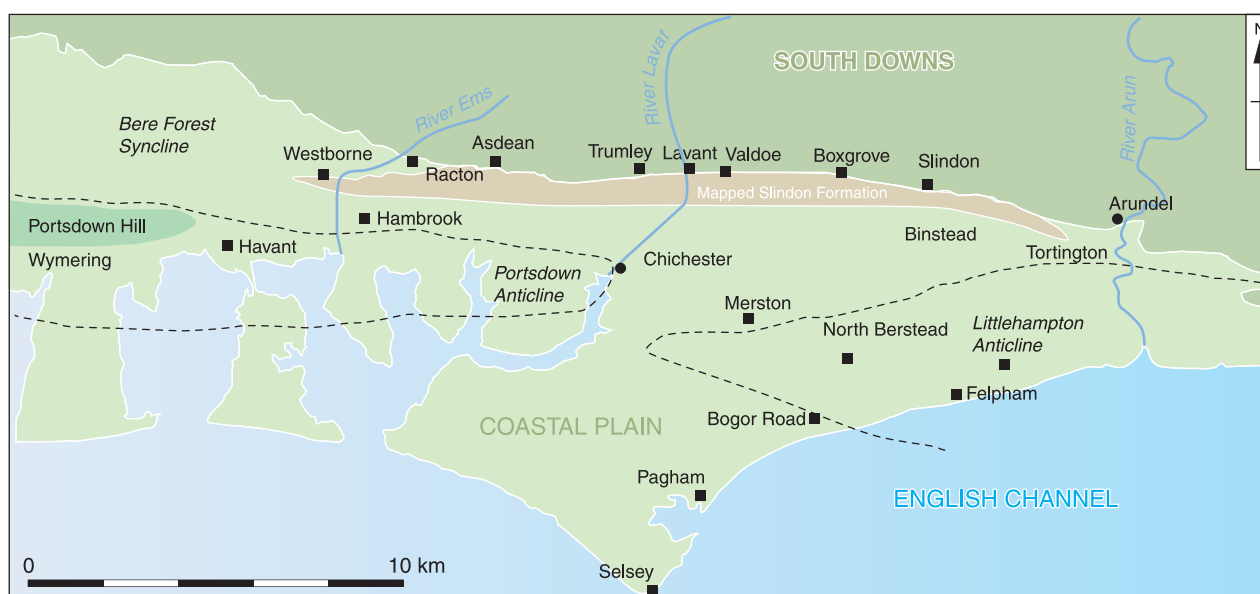 N
SOUTH DOWNS
River Lavat
River Arun
River Ems
Bere Forest
Syncline
Westborne
Racton
Asdean
Trumley
Lavant
Valdoe
Boxgrove
Slindon
Mapped Slindon Formation
Arundel
Portsdown Hill
Hambrook
Binstead
Wymering
Havant
Tortington
Chichester
Portsdown
Anticline
Merston
North Berstead
Littlehampton
Anticline
Felpham
Bogor Road
COASTAL PLAIN
Pagham
ENGLISH CHANNEL
0
10 km
Selsey